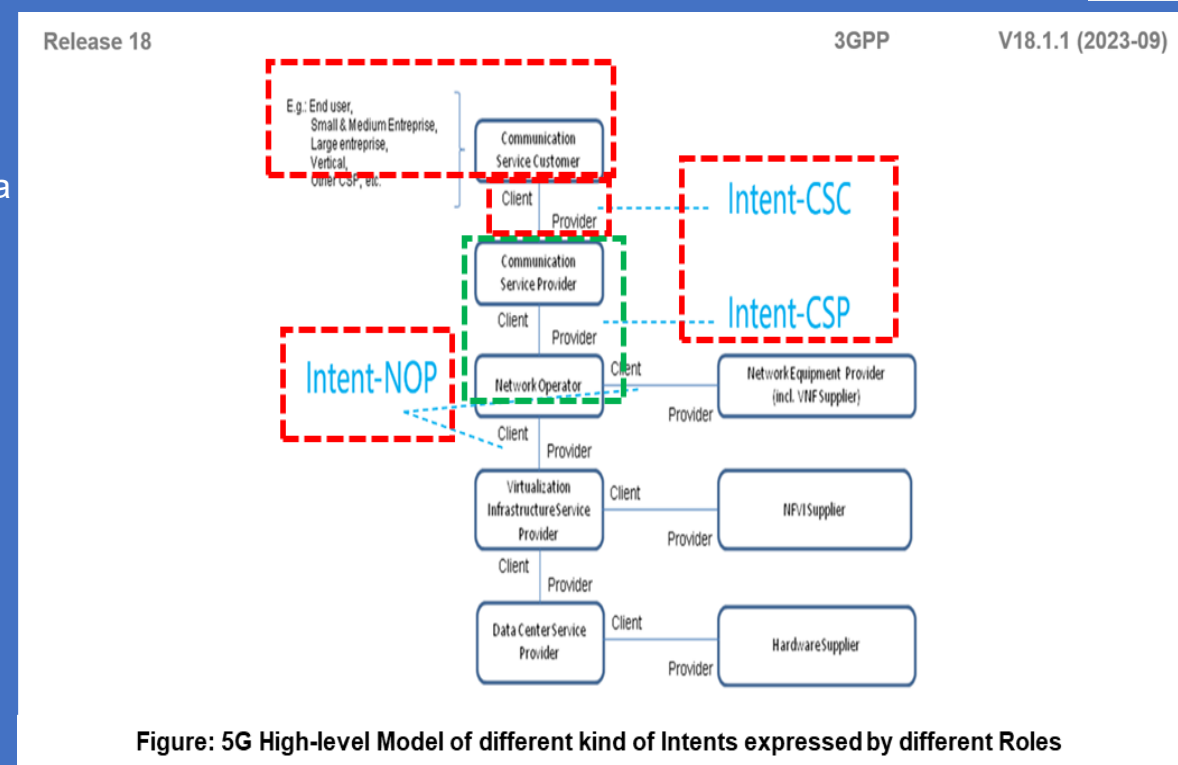 Release 18
3GPP
V18.1.1 (2023-09)
E.g.: End user,
Small & Medium Entreprise,
Large entreprise,
Vertical,
Other CSP, etc.
Communication
Service Customer
a
Client
Provider
Intent-CSC
Communication
Service Provider
Client
Provider
Intent-CSP
Intent-NOP
Network Operator
Client
Provider
Network Equipment Provider
(incl. VNF Supplier)
Client
Provider
Virtualization
Infrastructure Service
Provider
Client
Provider
NFVI Supplier
Client
Provider
Data Center Service
Provider
Client
Provider
Hardware Supplier
Figure: 5G High-level Model of different kind of Intents expressed by different Roles